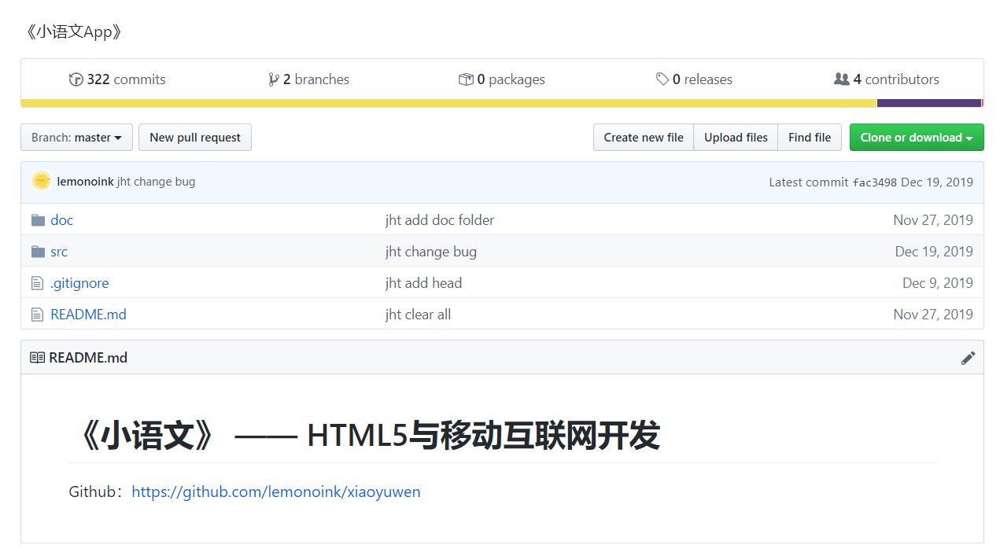 《小语文App》
322 commits 2 branches 0 packages 0 releases 4 contributors
Branch: master New pull request Create new file Upload files Find file Clone or download
lemonoink jht change bug Latest commit fac3498 Dec 19, 2019
doc jht add doc folder Nov 27, 2019
src jht change bug Dec 19, 2019
.gitignore jht add head Dec 9, 2019
README.md jht clear all Nov 27, 2019
README.md
《小语文》 —— HTML5与移动互联网开发
Github：https://github.com/lemonoink/xiaoyuwen